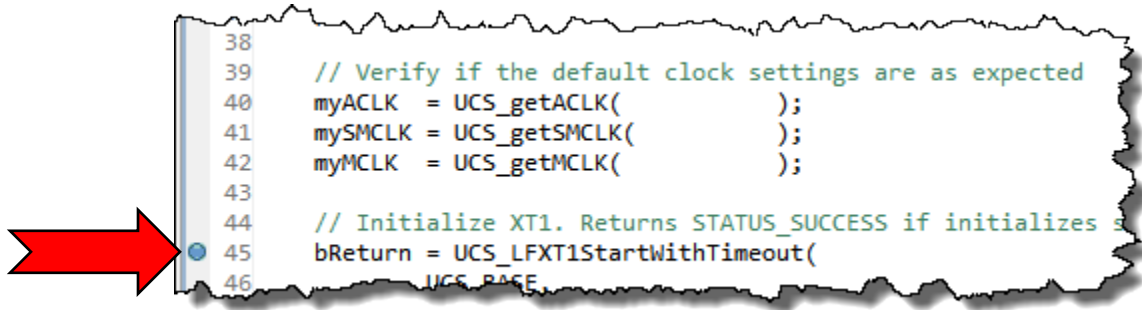 38
39 // Verify if the default clock settings are as expected
40 myACLK = UCS_getACLK( );
41 mySMCLK = UCS_getSMCLK( );
42 myMCLK = UCS_getMCLK( );
43
44 // Initialize XT1. Returns STATUS_SUCCESS if initializes
45 bReturn = UCS_LFXT1StartWithTimeout(
46 UCS_BASE,